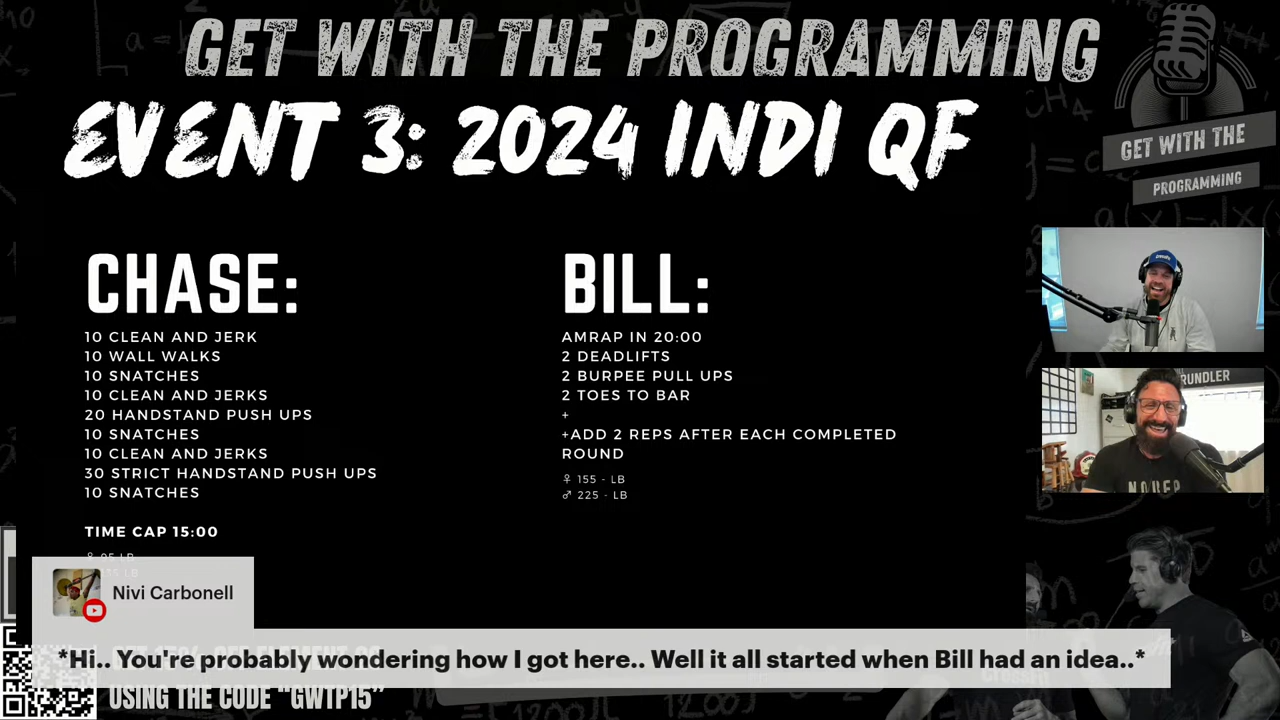 GET WITH THE PROGRAMMING
EVENT 3: 2024 INDI QF
GET WITH THE
PROGRAMMING
CHASE:
10 CLEAN AND JERK
10 WALL WALKS
10 SNATCHES
10 CLEAN AND JERKS
20 HANDSTAND PUSH UPS
10 SNATCHES
10 CLEAN AND JERKS
30 STRICT HANDSTAND PUSH UPS
10 SNATCHES
TIME CAP 15:00
BILL:
AMRAP IN 20:00
2 DEADLIFTS
2 BURPEE PULL UPS
2 TOES TO BAR
+
+ADD 2 REPS AFTER EACH COMPLETED
ROUND
♀ 155 - LB
♂ 225 - LB
Nivi Carbonell
*Hi.. You're probably wondering how I got here.. Well it all started when Bill had an idea..*
USING THE CODE "GWTP15"